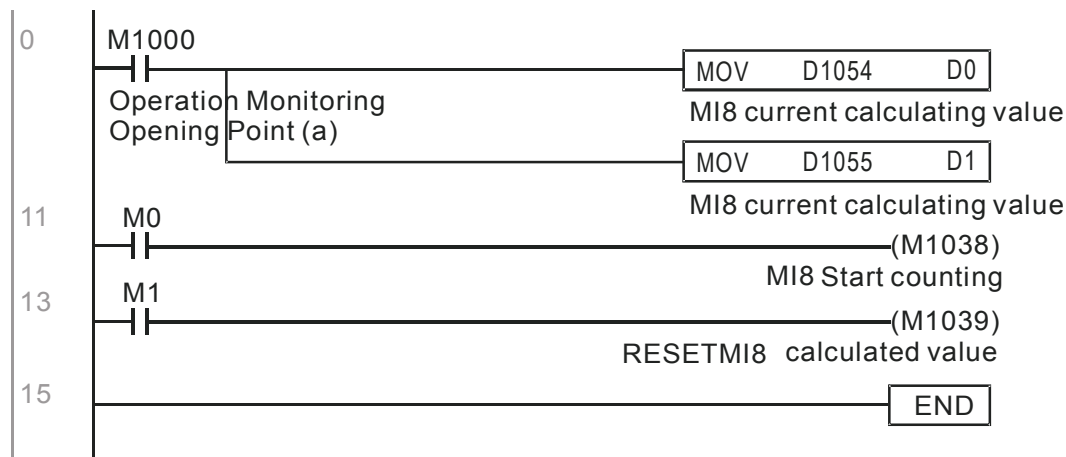 0
M1000
MOV D1054 D0
Operation Monitoring
Opening Point (a)
MI8 current calculating value
MOV D1055 D1
MI8 current calculating value
11
M0
(M1038)
MI8 Start counting
13
M1
(M1039)
RESETMI8 calculated value
15
END